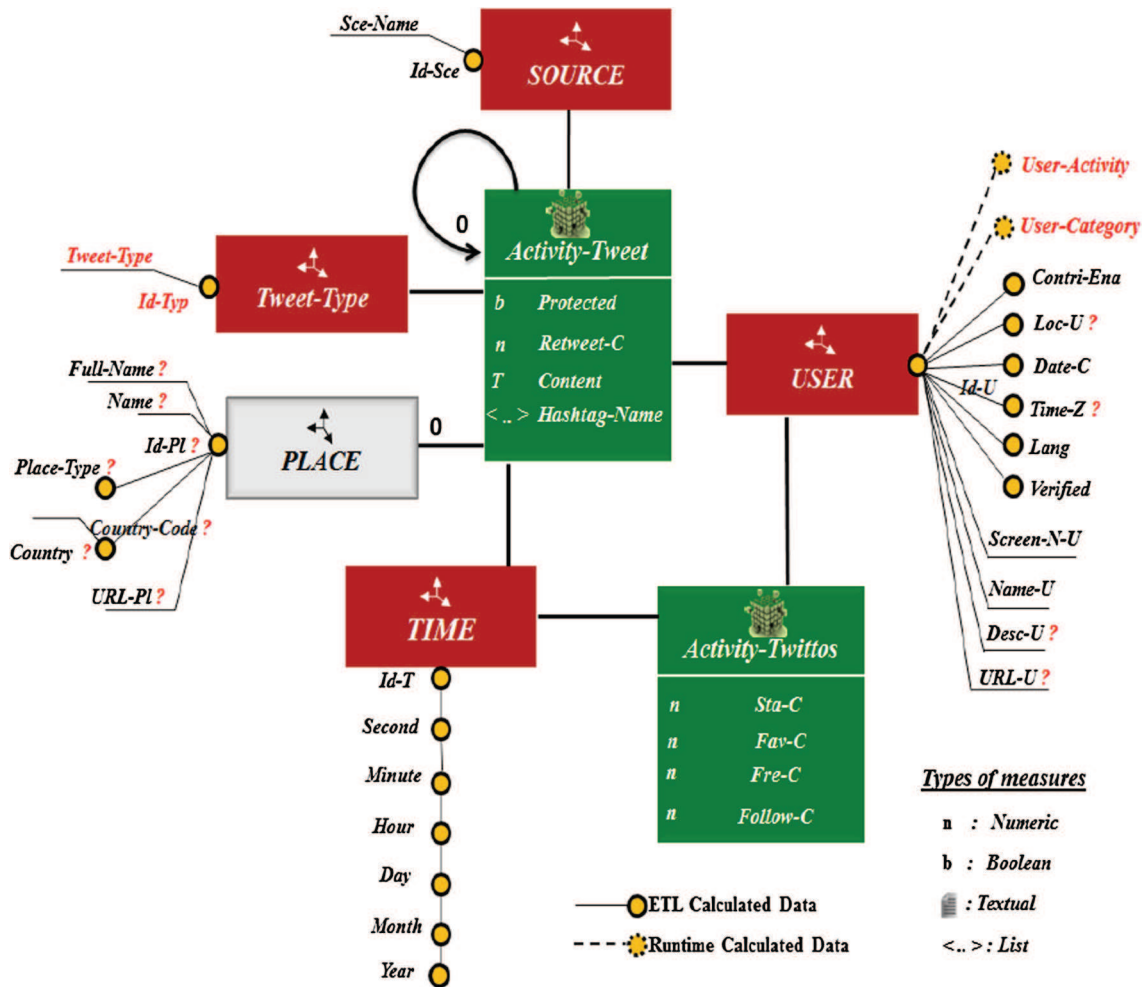 Sce-Name
Id-Sce
SOURCE
0
Activity-Tweet
b Protected
n Retweet-C
T Content
< .. > Hashtag-Name
Tweet-Type
Id-Typ
Tweet-Type
Full-Name ?
Name ?
Id-Pl ?
Place-Type ?
Country-Code ?
Country ?
URL-Pl ?
PLACE
0
USER
Id-U
User-Activity
User-Category
Contri-Ena
Loc-U ?
Date-C
Time-Z ?
Lang
Verified
Screen-N-U
Name-U
Desc-U ?
URL-U ?
TIME
Id-T
Second
Minute
Hour
Day
Month
Year
Activity-Twittos
n Sta-C
n Fav-C
n Fre-C
n Follow-C
Types of measures
n : Numeric
b : Boolean
: Textual
< .. > : List
ETL Calculated Data
Runtime Calculated Data